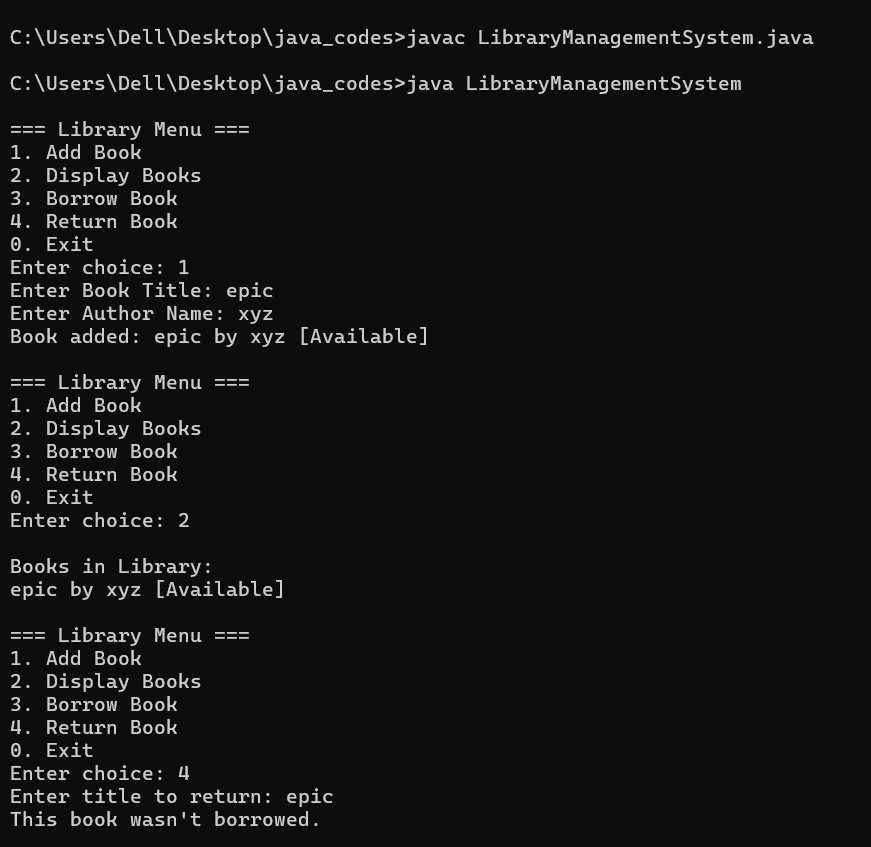 C:\Users\Dell\Desktop\java_codes>javac LibraryManagementSystem.java
C:\Users\Dell\Desktop\java_codes>java LibraryManagementSystem
=== Library Menu ===
1. Add Book
2. Display Books
3. Borrow Book
4. Return Book
0. Exit
Enter choice: 1
Enter Book Title: epic
Enter Author Name: xyz
Book added: epic by xyz [Available]
=== Library Menu ===
1. Add Book
2. Display Books
3. Borrow Book
4. Return Book
0. Exit
Enter choice: 2
Books in Library:
epic by xyz [Available]
=== Library Menu ===
1. Add Book
2. Display Books
3. Borrow Book
4. Return Book
0. Exit
Enter choice: 4
Enter title to return: epic
This book wasn't borrowed.